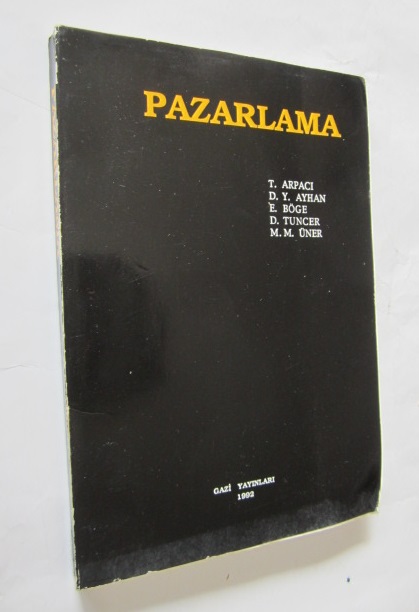 PAZARLAMA
T. ARPACI
D. Y. AYHAN
E. BÖGE
D. TUNCER
M. M. ÜNER
GAZİ YAYINLARI
1992